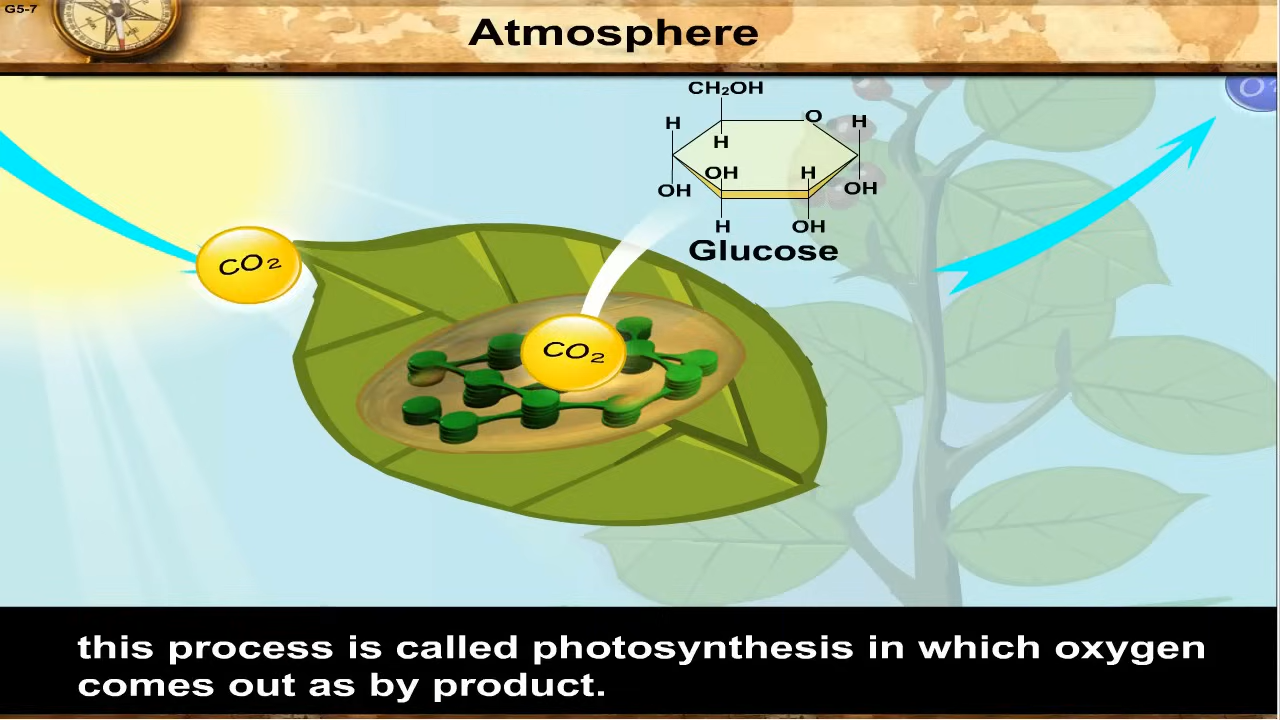 G5-7
Atmosphere
CH₂OH
O
H
H
H
OH
H
OH
OH
H
OH
Glucose
CO₂
CO₂
this process is called photosynthesis in which oxygen
comes out as by product.